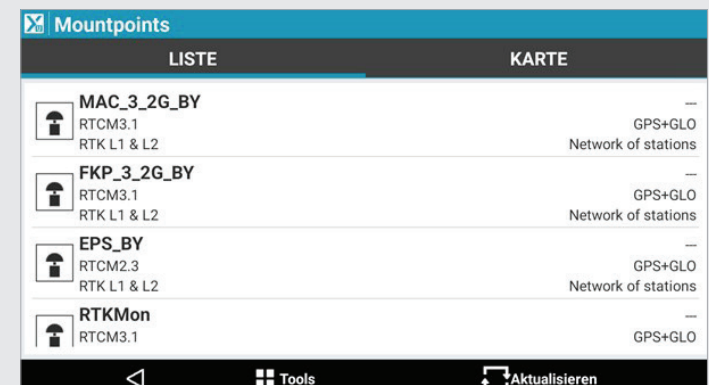 Mountpoints
LISTE KARTE
MAC_3_2G_BY ---
RTCM3.1 GPS+GLO
RTK L1 & L2 Network of stations
FKP_3_2G_BY ---
RTCM3.1 GPS+GLO
RTK L1 & L2 Network of stations
EPS_BY ---
RTCM2.3 GPS+GLO
RTK L1 & L2 Network of stations
RTKMon ---
RTCM3.1 GPS+GLO
Tools Aktualisieren